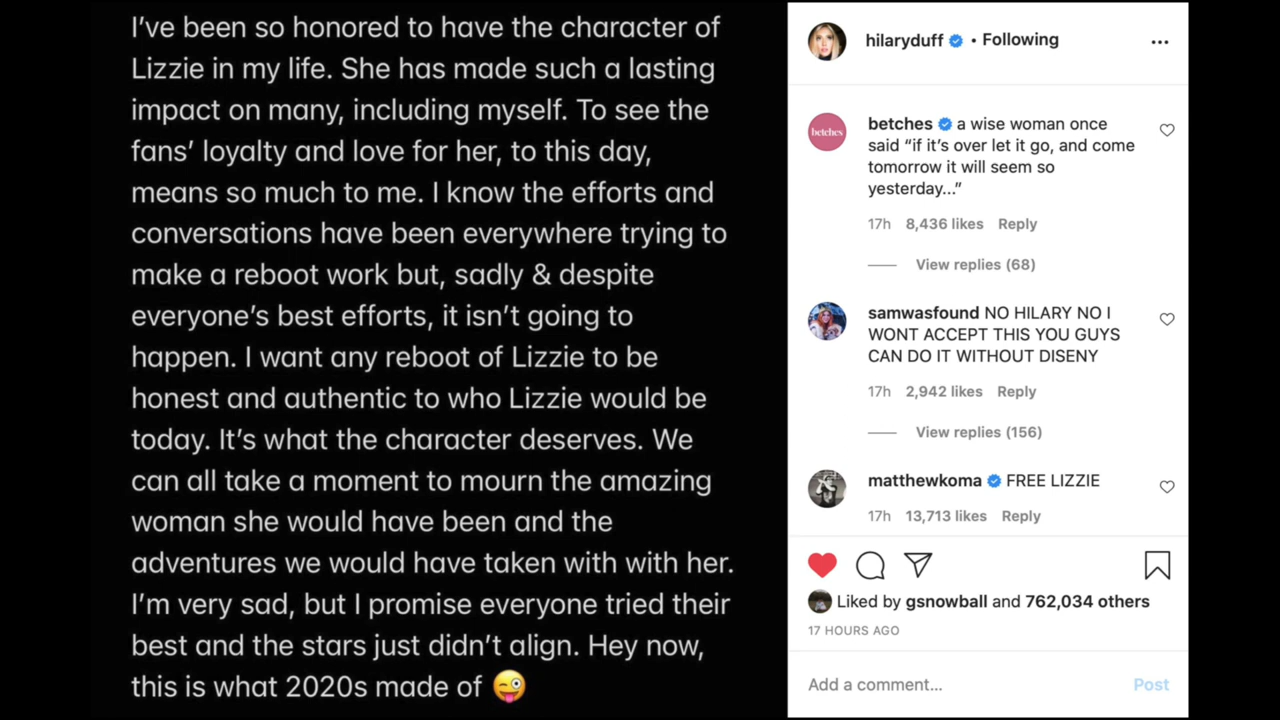 I've been so honored to have the character of
Lizzie in my life. She has made such a lasting
impact on many, including myself. To see the
fans' loyalty and love for her, to this day,
means so much to me. I know the efforts and
conversations have been everywhere trying to
make a reboot work but, sadly & despite
everyone's best efforts, it isn't going to
happen. I want any reboot of Lizzie to be
honest and authentic to who Lizzie would be
today. It's what the character deserves. We
can all take a moment to mourn the amazing
woman she would have been and the
adventures we would have taken with with her.
I'm very sad, but I promise everyone tried their
best and the stars just didn't align. Hey now,
this is what 2020s made of 😜
hilaryduff • Following
betches
betches a wise woman once
said “if it's over let it go, and come
tomorrow it will seem so
yesterday...”
17h 8,436 likes Reply
View replies (68)
samwasfound NO HILARY NO I
WONT ACCEPT THIS YOU GUYS
CAN DO IT WITHOUT DISENY
17h 2,942 likes Reply
View replies (156)
matthewkoma FREE LIZZIE
17h 13,713 likes Reply
Liked by gsnowball and 762,034 others
17 HOURS AGO
Add a comment... Post